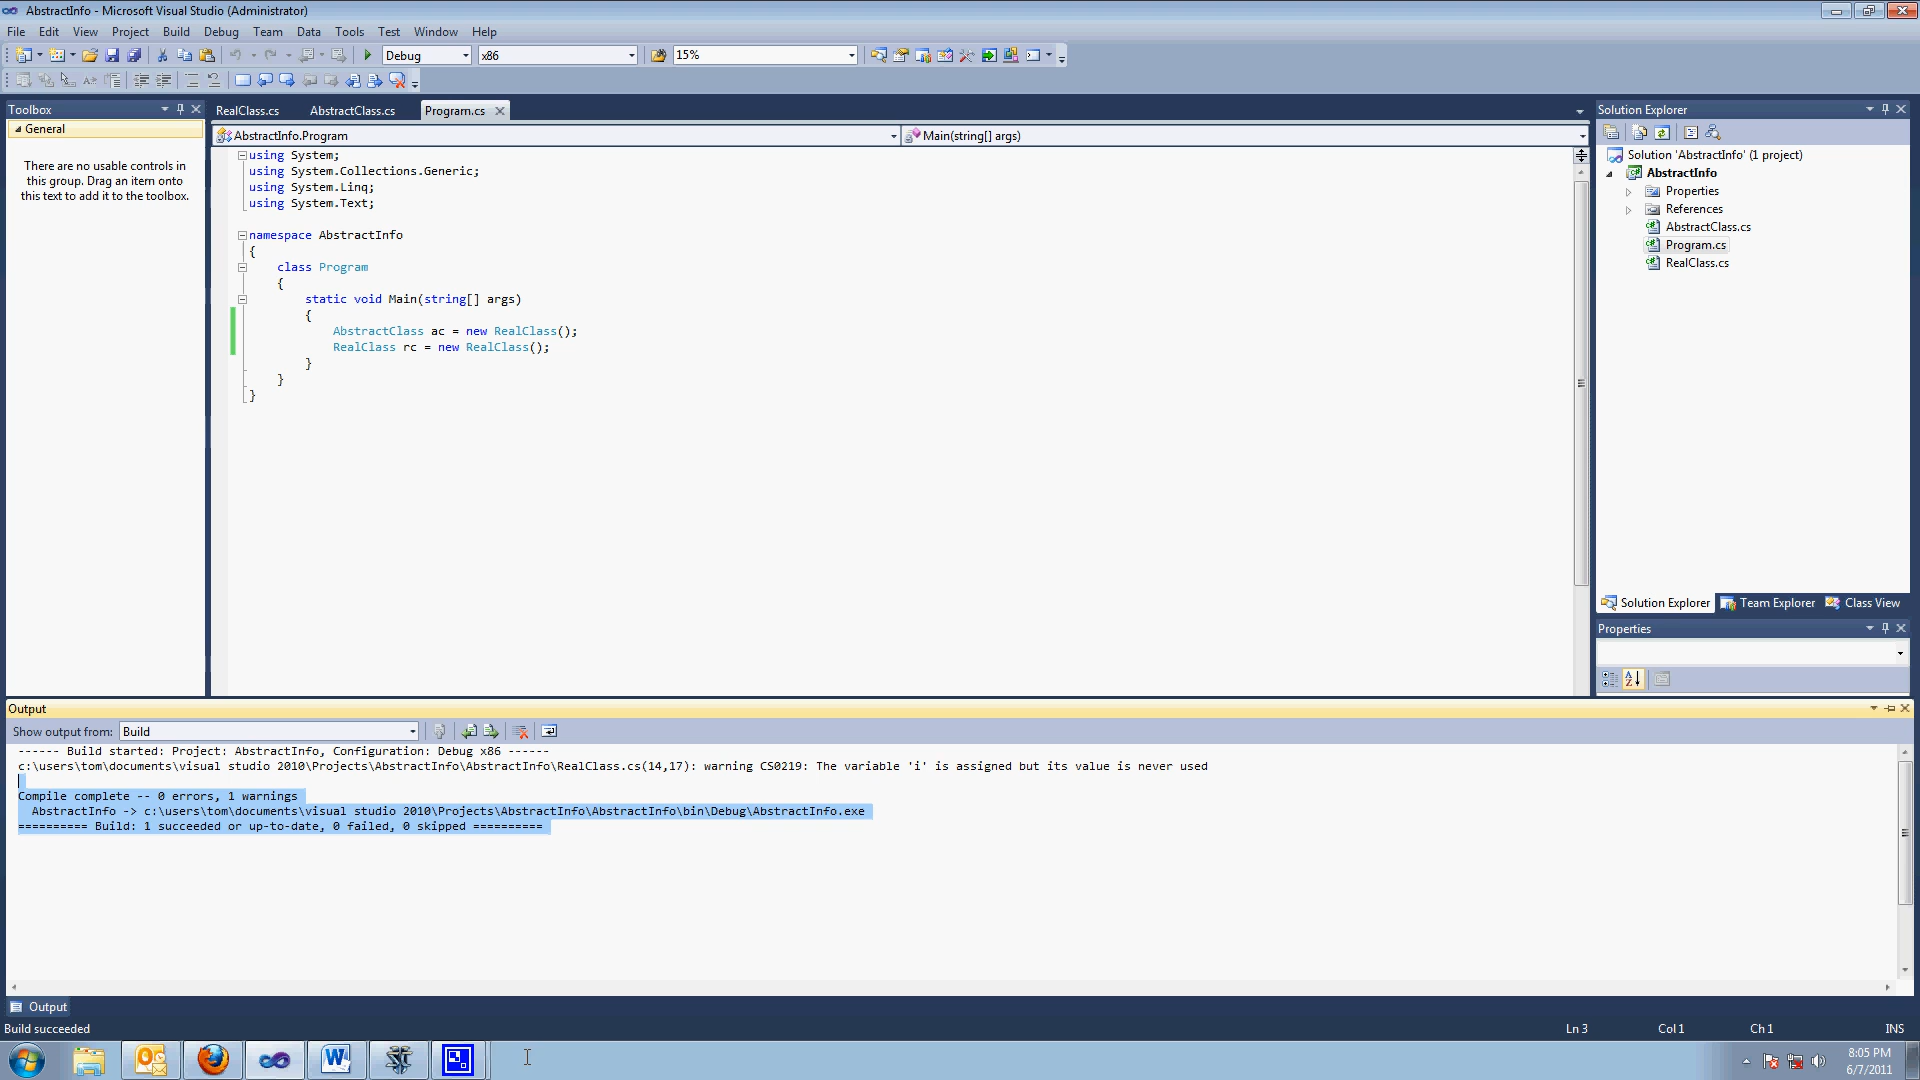 AbstractInfo - Microsoft Visual Studio (Administrator)
File Edit View Project Build Debug Team Data Tools Test Window Help
Debug x86 15%
Toolbox
General
There are no usable controls in
this group. Drag an item onto
this text to add it to the toolbox.
RealClass.cs AbstractClass.cs Program.cs
AbstractInfo.Program Main(string[] args)
using System;
using System.Collections.Generic;
using System.Linq;
using System.Text;
namespace AbstractInfo
{
class Program
{
static void Main(string[] args)
{
AbstractClass ac = new RealClass();
RealClass rc = new RealClass();
}
}
}
Solution Explorer
Solution 'AbstractInfo' (1 project)
AbstractInfo
Properties
References
AbstractClass.cs
Program.cs
RealClass.cs
Solution Explorer Team Explorer Class View
Properties
Output
Show output from: Build
------ Build started: Project: AbstractInfo, Configuration: Debug x86 ------
c:\users\tom\documents\visual studio 2010\Projects\AbstractInfo\AbstractInfo\RealClass.cs(14,17): warning CS0219: The variable 'i' is assigned but its value is never used
Compile complete -- 0 errors, 1 warnings
AbstractInfo -> c:\users\tom\documents\visual studio 2010\Projects\AbstractInfo\AbstractInfo\bin\Debug\AbstractInfo.exe
========== Build: 1 succeeded or up-to-date, 0 failed, 0 skipped ==========
Output
Build succeeded Ln 3 Col 1 Ch 1 INS
8:05 PM
6/7/2011